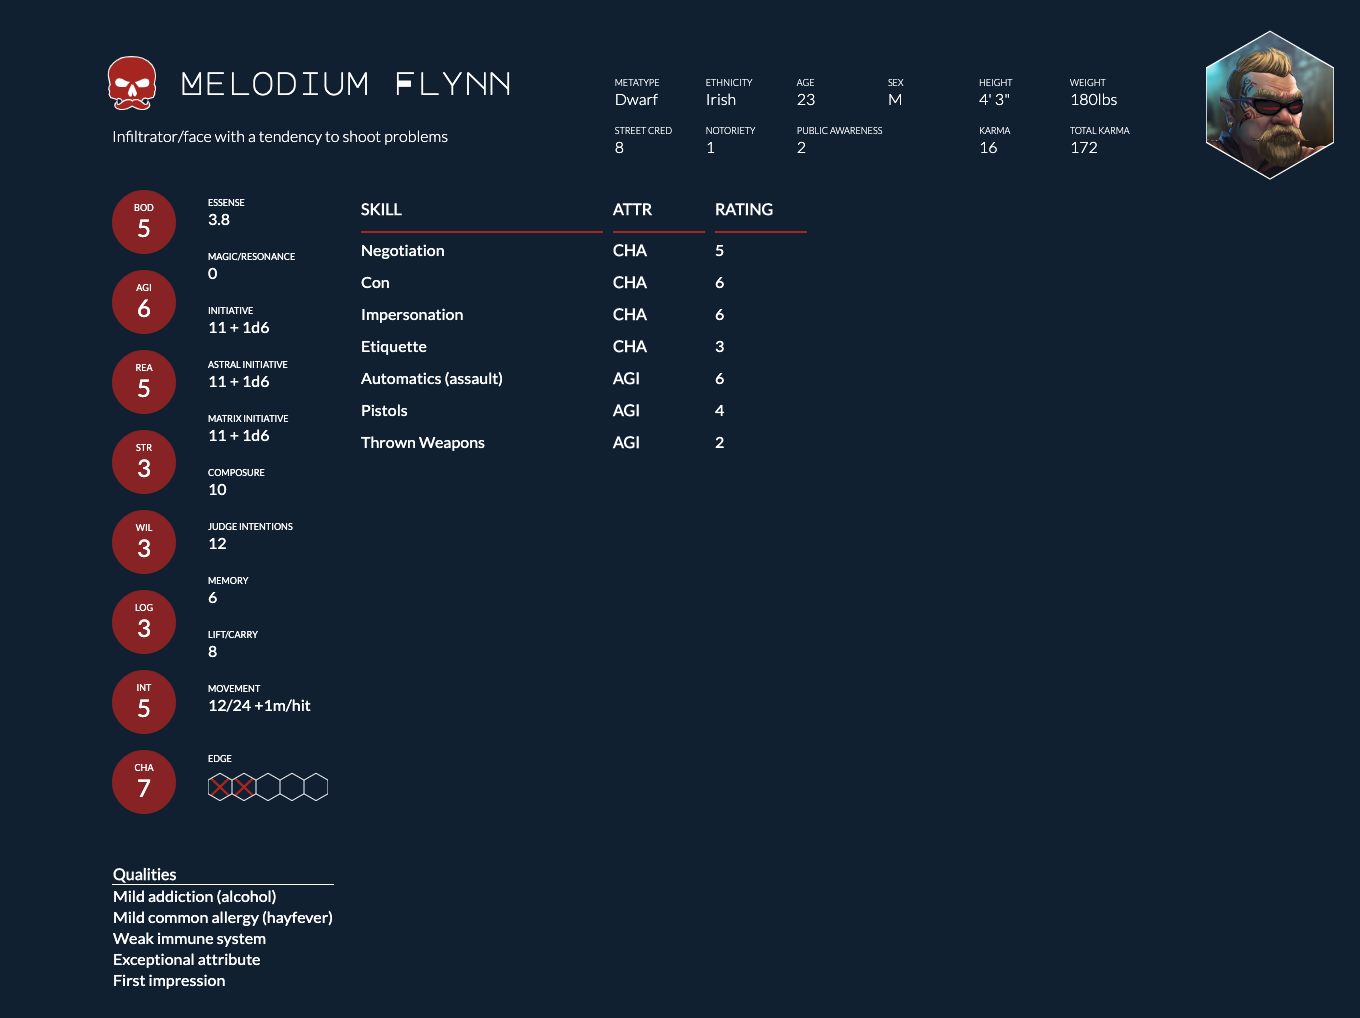 MELODIUM FLYNN
Infiltrator/face with a tendency to shoot problems
METATYPE ETHNICITY AGE SEX HEIGHT WEIGHT
Dwarf Irish 23 M 4' 3" 180lbs
STREET CRED NOTORIETY PUBLIC AWARENESS KARMA TOTAL KARMA
8 1 2 16 172
BOD
5
AGI
6
REA
5
STR
3
WIL
3
LOG
3
INT
5
CHA
7
ESSENSE
3.8
MAGIC/RESONANCE
0
INITIATIVE
11 + 1d6
ASTRAL INITIATIVE
11 + 1d6
MATRIX INITIATIVE
11 + 1d6
COMPOSURE
10
JUDGE INTENTIONS
12
MEMORY
6
LIFT/CARRY
8
MOVEMENT
12/24 +1m/hit
EDGE
SKILL ATTR RATING
Negotiation CHA 5
Con CHA 6
Impersonation CHA 6
Etiquette CHA 3
Automatics (assault) AGI 6
Pistols AGI 4
Thrown Weapons AGI 2
Qualities
Mild addiction (alcohol)
Mild common allergy (hayfever)
Weak immune system
Exceptional attribute
First impression